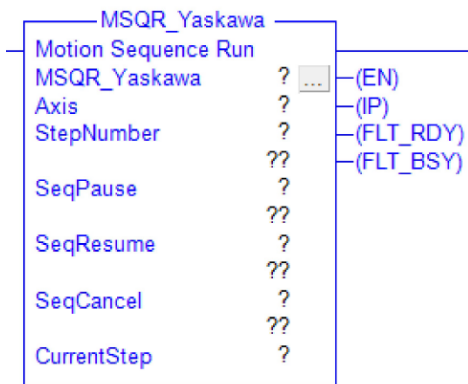 MSQR_Yaskawa
Motion Sequence Run
MSQR_Yaskawa ? ... (EN)
Axis ? (IP)
StepNumber ? (FLT_RDY)
?? (FLT_BSY)
SeqPause ?
??
SeqResume ?
??
SeqCancel ?
??
CurrentStep ?